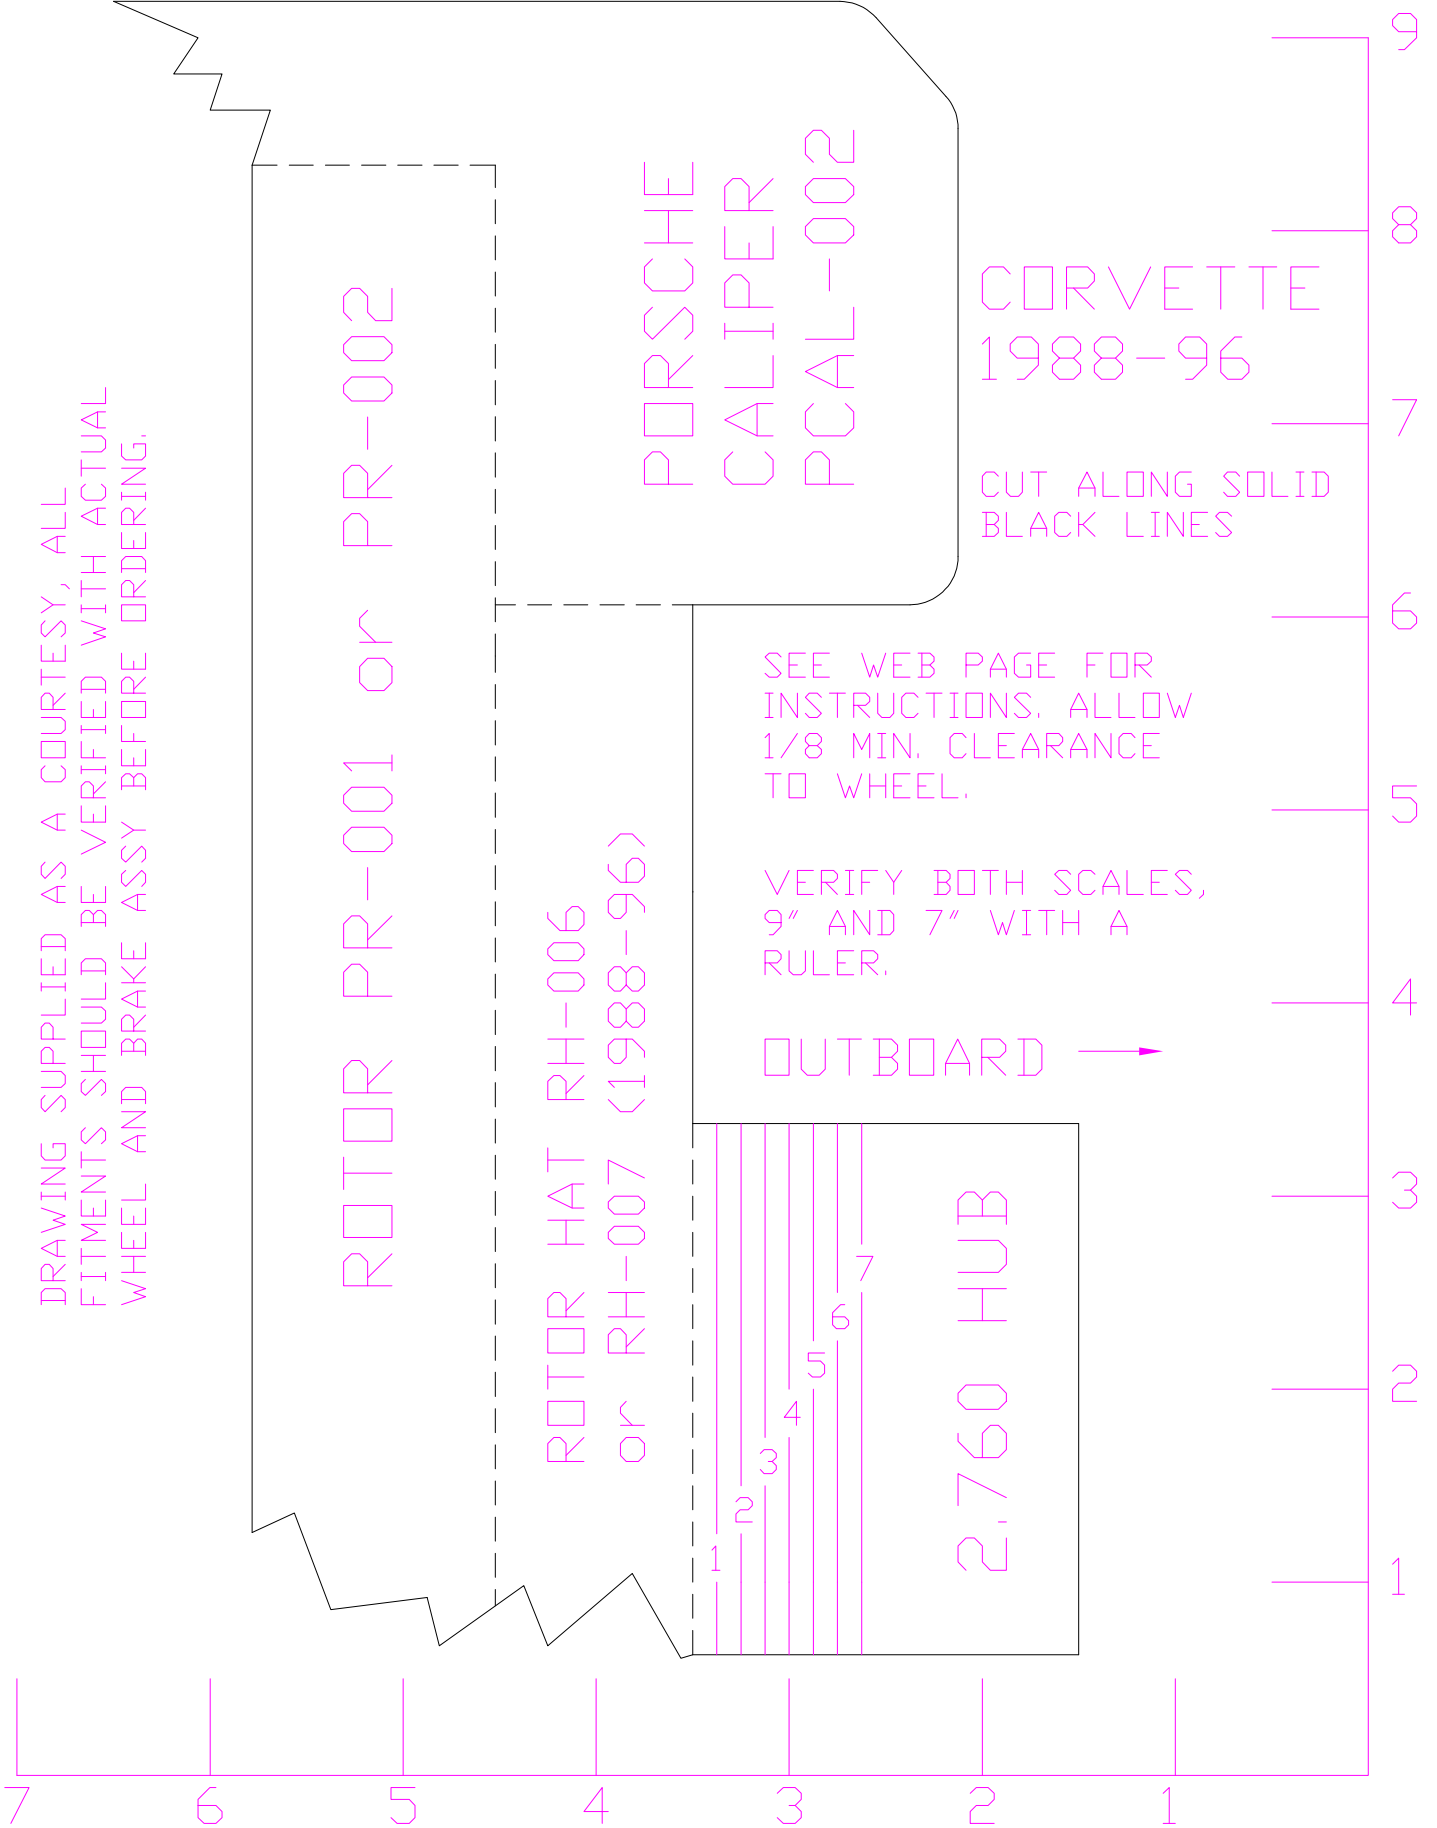 DRAWING SUPPLIED AS A COURTESY, ALL
FITMENTS SHOULD BE VERIFIED WITH ACTUAL
WHEEL AND BRAKE ASSY BEFORE ORDERING.
ROTOR PR-001 or PR-002
PORSCHE
CALIPER
PCAL-002
CORVETTE
1988-96
CUT ALONG SOLID
BLACK LINES
SEE WEB PAGE FOR
INSTRUCTIONS. ALLOW
1/8 MIN. CLEARANCE
TO WHEEL.
VERIFY BOTH SCALES,
9" AND 7" WITH A
RULER.
OUTBOARD
ROTOR HAT RH-006
or RH-007 (1988-96)
1
2
3
4
5
6
7
2.760 HUB
9
8
7
6
5
4
3
2
1
7
6
5
4
3
2
1